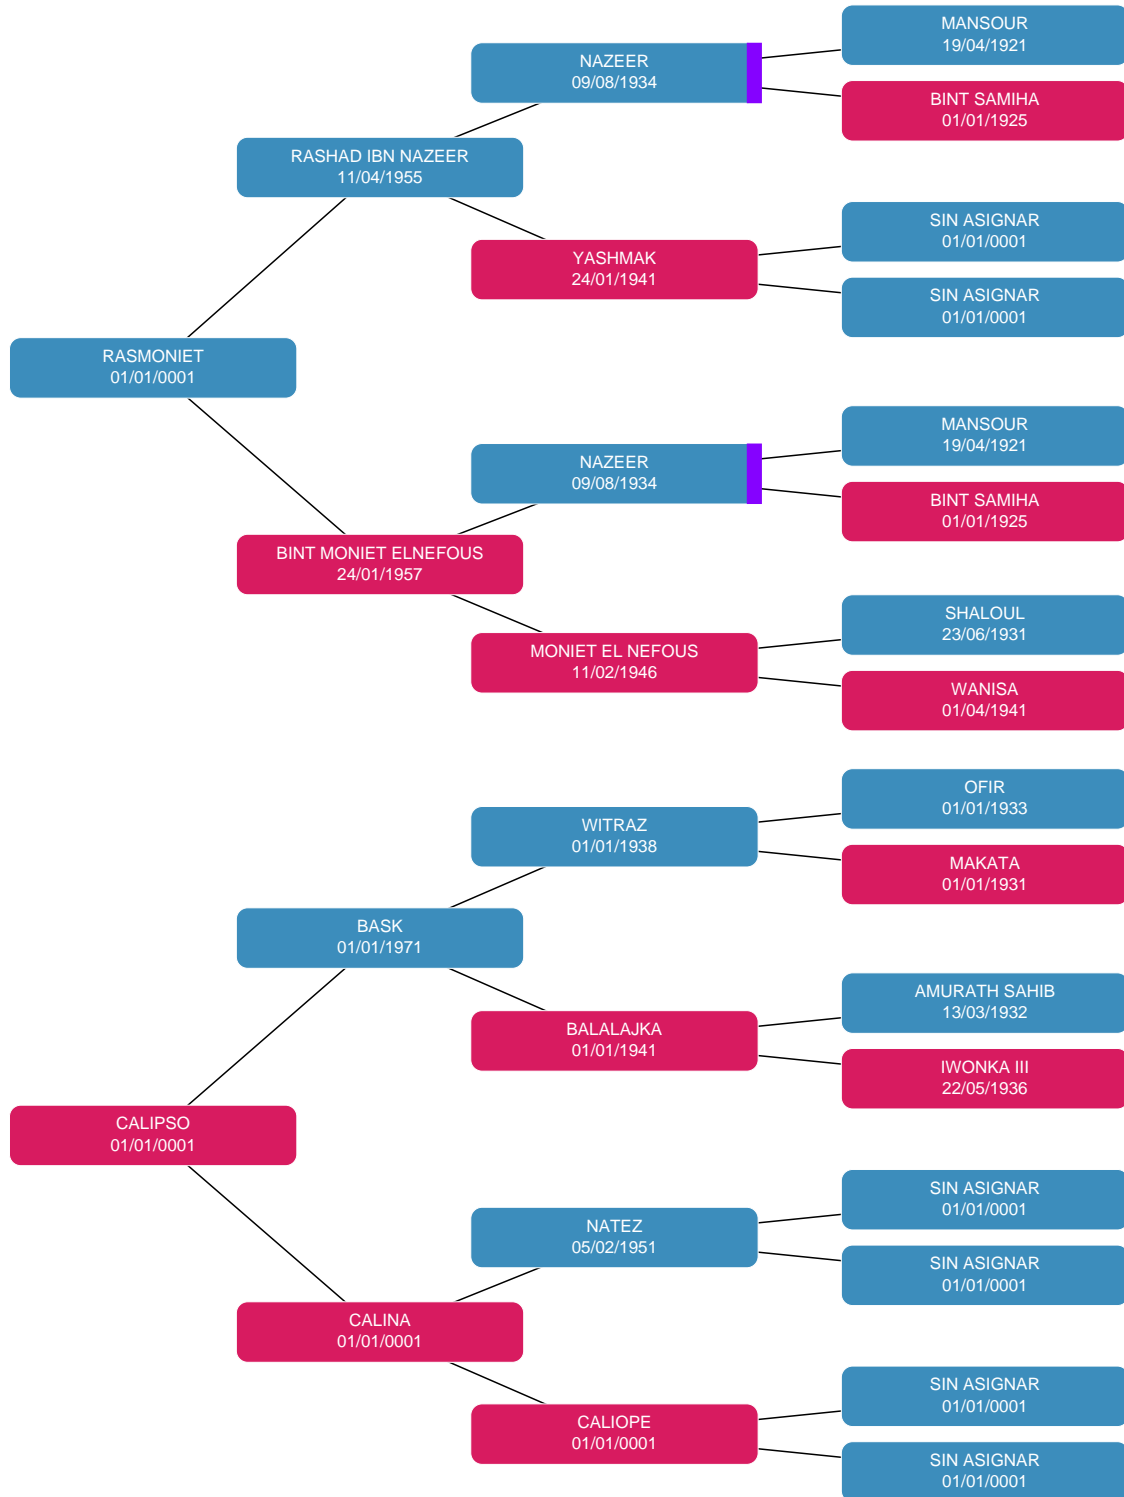 MANSOUR
19/04/1921
NAZEER
09/08/1934
BINT SAMIHA
01/01/1925
RASHAD IBN NAZEER
11/04/1955
SIN ASIGNAR
01/01/0001
YASHMAK
24/01/1941
SIN ASIGNAR
01/01/0001
RASMONIET
01/01/0001
MANSOUR
19/04/1921
NAZEER
09/08/1934
BINT SAMIHA
01/01/1925
BINT MONIET ELNEFOUS
24/01/1957
SHALOUL
23/06/1931
MONIET EL NEFOUS
11/02/1946
WANISA
01/04/1941
OFIR
01/01/1933
WITRAZ
01/01/1938
MAKATA
01/01/1931
BASK
01/01/1971
AMURATH SAHIB
13/03/1932
BALALAJKA
01/01/1941
IWONKA III
22/05/1936
CALIPSO
01/01/0001
SIN ASIGNAR
01/01/0001
NATEZ
05/02/1951
SIN ASIGNAR
01/01/0001
CALINA
01/01/0001
SIN ASIGNAR
01/01/0001
CALIOPE
01/01/0001
SIN ASIGNAR
01/01/0001